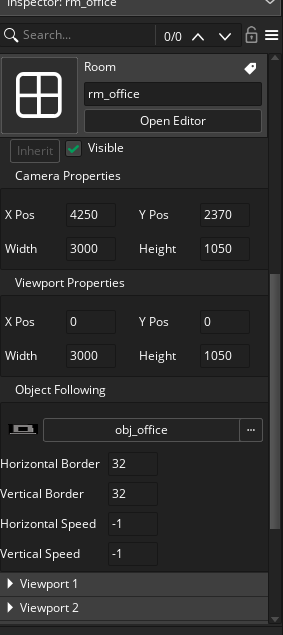 Inspector: rm_office
Search... 0/0
Room
rm_office
Open Editor
Inherit Visible
Camera Properties
X Pos 4250 Y Pos 2370
Width 3000 Height 1050
Viewport Properties
X Pos 0 Y Pos 0
Width 3000 Height 1050
Object Following
obj_office ...
Horizontal Border 32
Vertical Border 32
Horizontal Speed -1
Vertical Speed -1
Viewport 1
Viewport 2